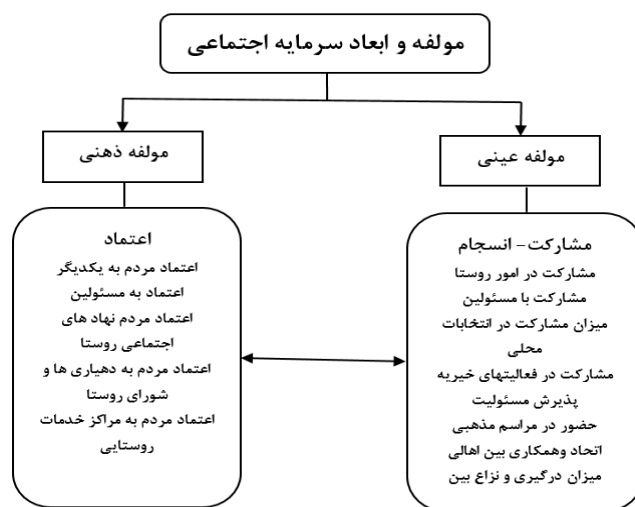 مولفه و ابعاد سرمایه اجتماعی
مولفه عینی
مولفه ذهنی
مشارکت – انسجام
مشارکت در امور روستا
مشارکت با مسئولین
میزان مشارکت در انتخابات
محلی
مشارکت در فعالیتهای خیریه
پذیرش مسئولیت
حضور در مراسم مذهبی
اتحاد وهمکاری بین اهالی
میزان درگیری و نزاع بین
اعتماد
اعتماد مردم به یکدیگر
اعتماد به مسئولین
اعتماد مردم نهاد های
اجتماعی روستا
اعتماد مردم به دهیاری ها و
شورای روستا
اعتماد مردم به مراکز خدمات
روستایی